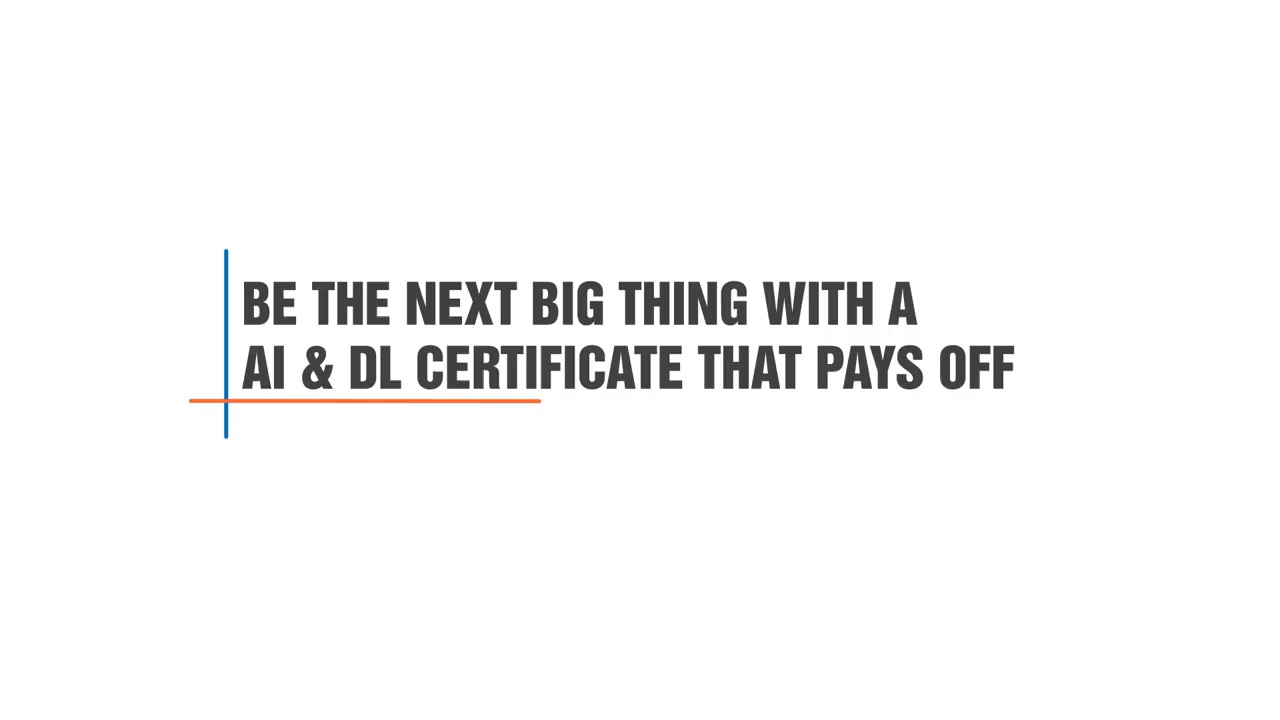 BE THE NEXT BIG THING WITH A
AI & DL CERTIFICATE THAT PAYS OFF